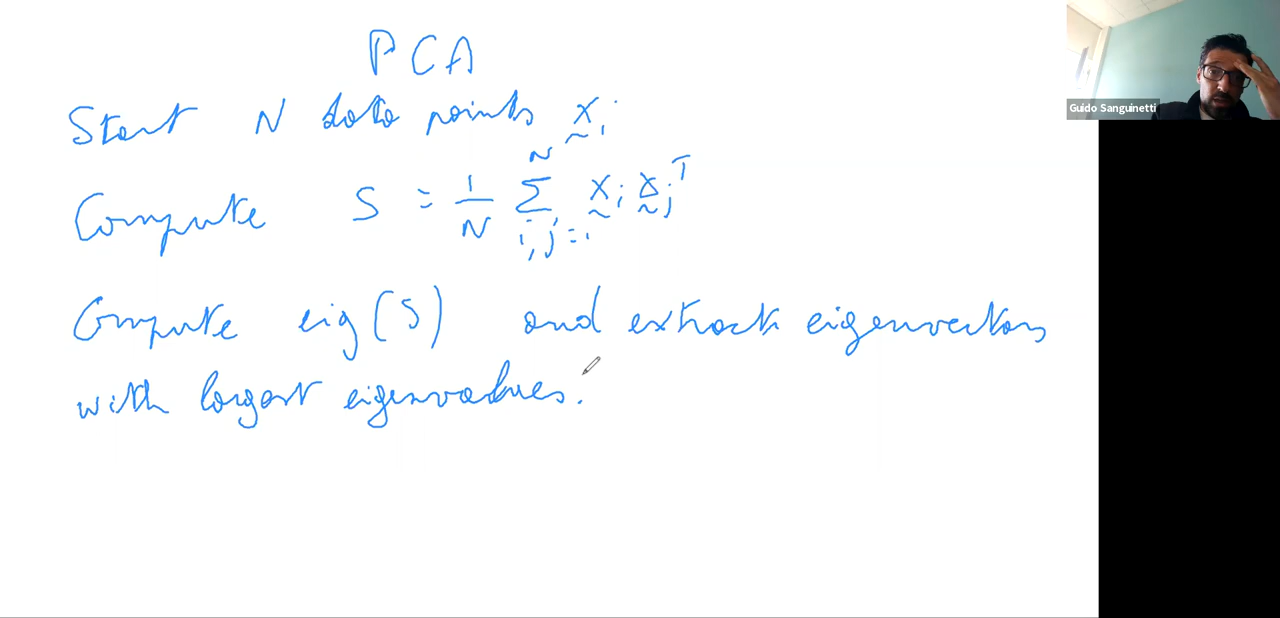 PCA
Start N data points x_i
Compute S = 1/N Σ_{i,j=1}^N x_i x_j^T
Compute eig(S) and extract eigenvectors
with largest eigenvalues.
Guido Sanguinetti